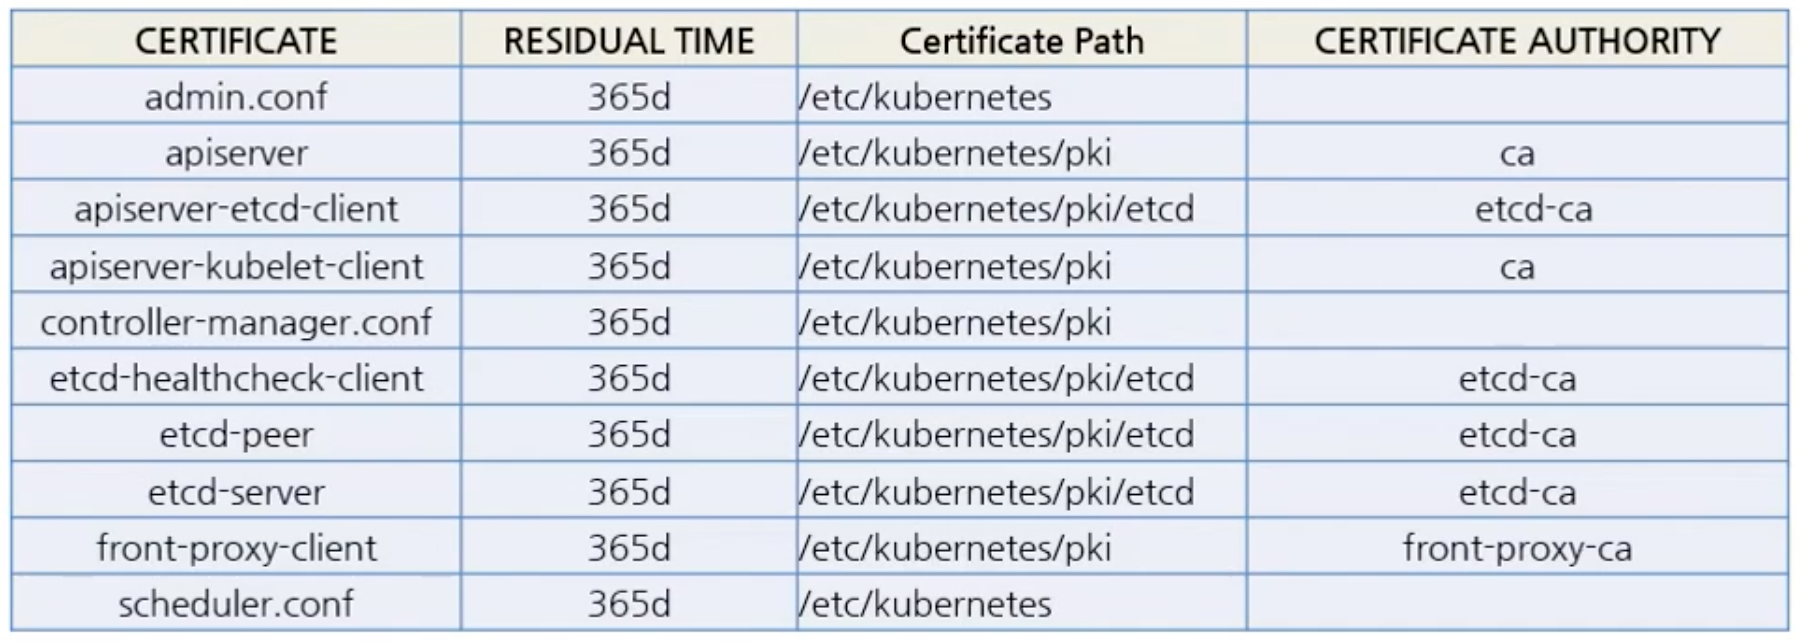 CERTIFICATE RESIDUAL TIME Certificate Path CERTIFICATE AUTHORITY
admin.conf 365d /etc/kubernetes
apiserver 365d /etc/kubernetes/pki ca
apiserver-etcd-client 365d /etc/kubernetes/pki/etcd etcd-ca
apiserver-kubelet-client 365d /etc/kubernetes/pki ca
controller-manager.conf 365d /etc/kubernetes/pki
etcd-healthcheck-client 365d /etc/kubernetes/pki/etcd etcd-ca
etcd-peer 365d /etc/kubernetes/pki/etcd etcd-ca
etcd-server 365d /etc/kubernetes/pki/etcd etcd-ca
front-proxy-client 365d /etc/kubernetes/pki front-proxy-ca
scheduler.conf 365d /etc/kubernetes